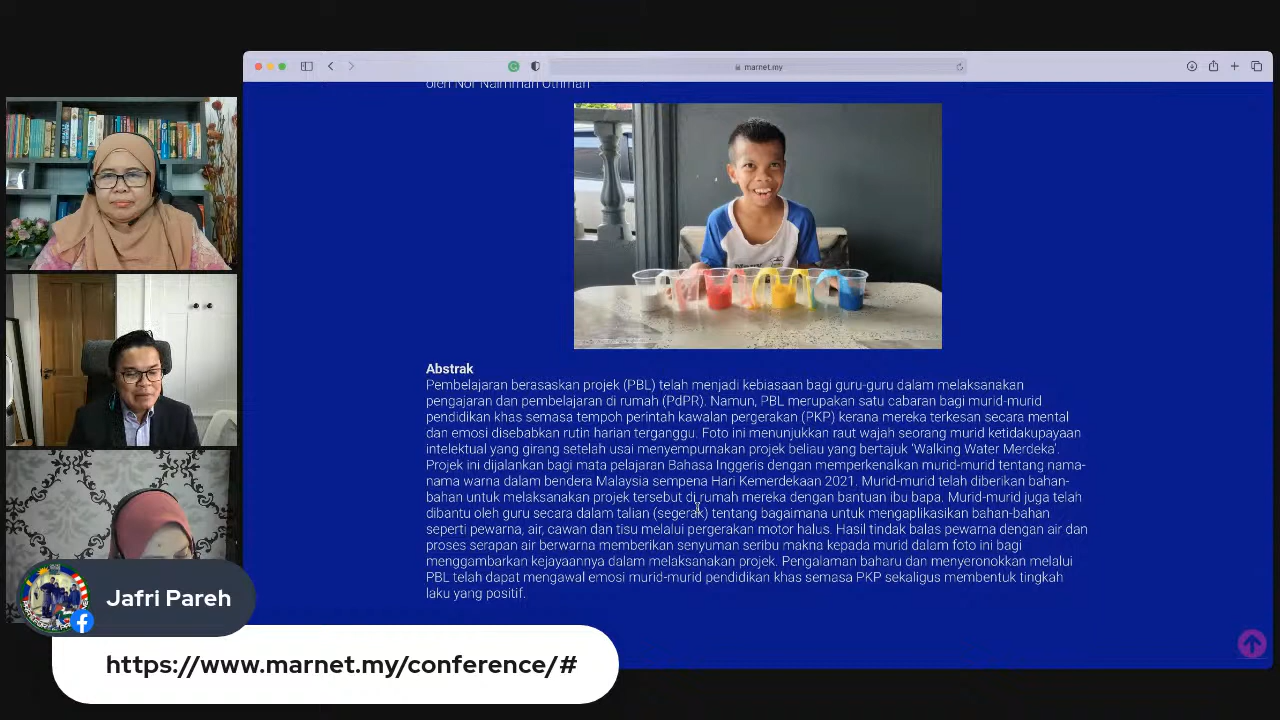 marnet.my
oleh Nor Naimmah Othman
Abstrak
Pembelajaran berasaskan projek (PBL) telah menjadi kebiasaan bagi guru-guru dalam melaksanakan
pengajaran dan pembelajaran di rumah (PdPR). Namun, PBL merupakan satu cabaran bagi murid-murid
pendidikan khas semasa tempoh perintah kawalan pergerakan (PKP) kerana mereka terkesan secara mental
dan emosi disebabkan rutin harian terganggu. Foto ini menunjukkan raut wajah seorang murid ketidakupayaan
intelektual yang girang setelah usai menyempurnakan projek beliau yang bertajuk ‘Walking Water Merdeka’.
Projek ini dijalankan bagi mata pelajaran Bahasa Inggeris dengan memperkenalkan murid-murid tentang nama-
nama warna dalam bendera Malaysia sempena Hari Kemerdekaan 2021. Murid-murid telah diberikan bahan-
bahan untuk melaksanakan projek tersebut di rumah mereka dengan bantuan ibu bapa. Murid-murid juga telah
dibantu oleh guru secara dalam talian (segerak) tentang bagaimana untuk mengaplikasikan bahan-bahan
seperti pewarna, air, cawan dan tisu melalui pergerakan motor halus. Hasil tindak balas pewarna dengan air dan
proses serapan air berwarna memberikan senyuman seribu makna kepada murid dalam foto ini bagi
menggambarkan kejayaannya dalam melaksanakan projek. Pengalaman baharu dan menyeronokkan melalui
PBL telah dapat mengawal emosi murid-murid pendidikan khas semasa PKP sekaligus membentuk tingkah
laku yang positif.
Jafri Pareh
https://www.marnet.my/conference/#